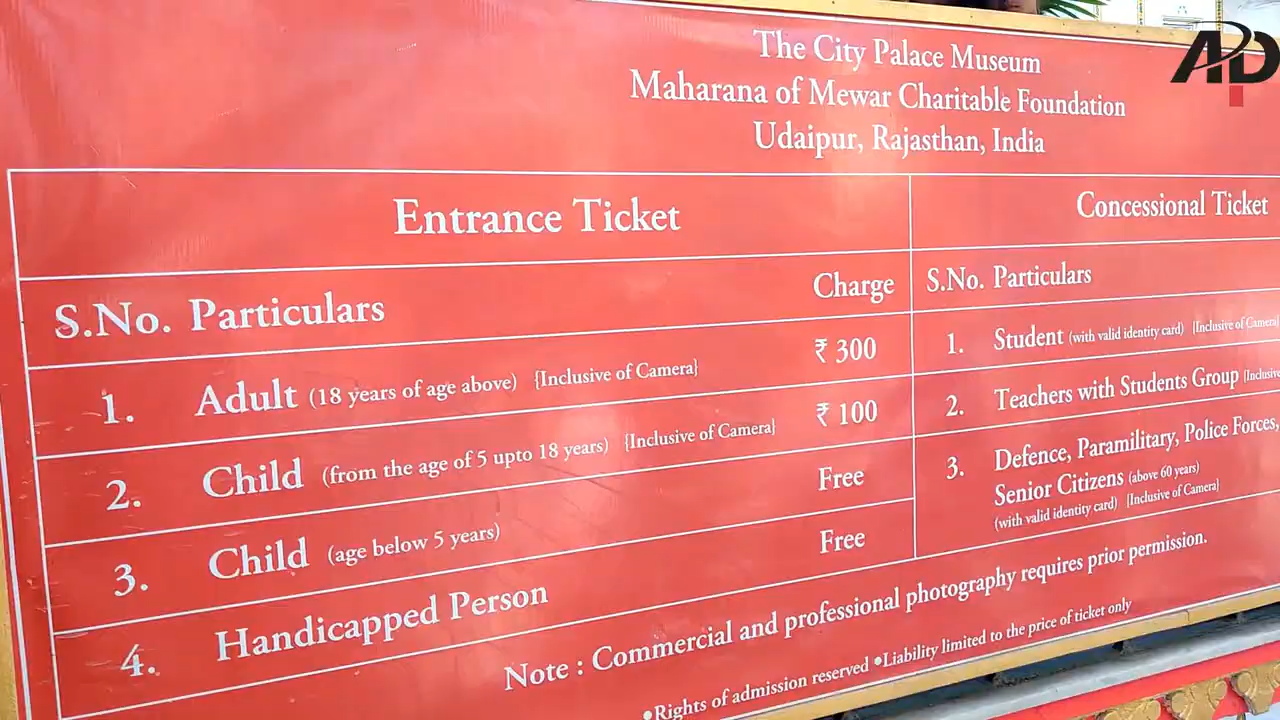 The City Palace Museum
Maharana of Mewar Charitable Foundation
Udaipur, Rajasthan, India
Entrance Ticket
S.No. Particulars Charge
1. Adult (18 years of age above) {Inclusive of Camera} ₹ 300
2. Child (from the age of 5 upto 18 years) {Inclusive of Camera} ₹ 100
3. Child (age below 5 years) Free
4. Handicapped Person Free
Concessional Ticket
S.No. Particulars
1. Student (with valid identity card) {Inclusive of Camera}
2. Teachers with Students Group {Inclusive
3. Defence, Paramilitary, Police Forces,
Senior Citizens (above 60 years)
(with valid identity card) {Inclusive of Camera}
Note : Commercial and professional photography requires prior permission.
•Rights of admission reserved •Liability limited to the price of ticket only
AP